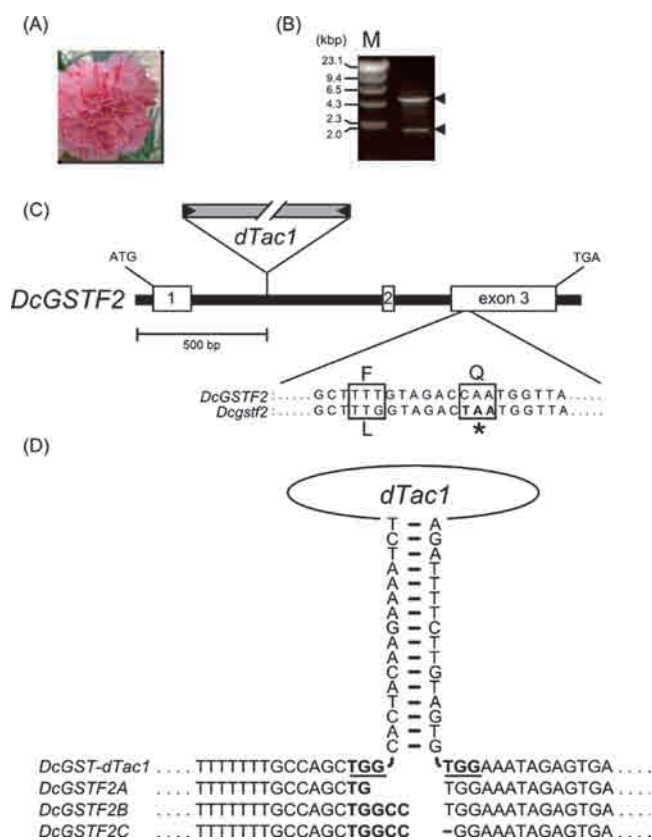 (A)
(B)
(kbp) M
23.1
9.4
6.5
4.3
2.3
2.0
(C)
dTac1
ATG
TGA
DcGSTF2
1
2
exon 3
500 bp
F Q
DcGSTF2 ..... GCTTTTGTAGACCAATGGTTA.....
Dcgstf2 ..... GCTTTGGTAGACTAATGGTTA.....
L *
(D)
dTac1
T A
C G
T A
A T
A T
A T
A T
G C
A T
A T
C G
A T
T A
C G
A T
C G
DcGST-dTac1 .... TTTTTTTGCCAGCTGG TGGAAATAGAGTGA ....
DcGSTF2A .... TTTTTTTGCCAGCTG TGGAAATAGAGTGA ....
DcGSTF2B .... TTTTTTTGCCAGCTGGCC TGGAAATAGAGTGA ....
DcGSTF2C .... TTTTTTTGCCAGCTGGCC -GGAAATAGAGTGA ....